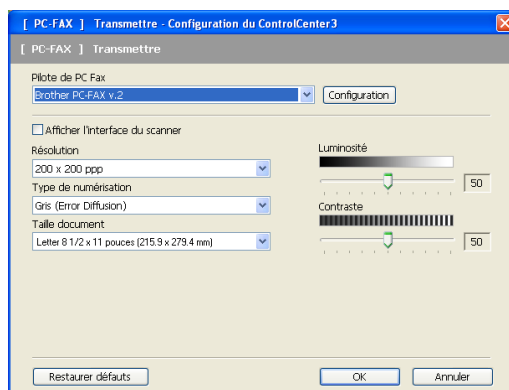 [ PC-FAX ] Transmettre - Configuration du ControlCenter3
[ PC-FAX ] Transmettre
Pilote de PC Fax
Brother PC-FAX v.2
Configuration
Afficher l'interface du scanner
Résolution
200 x 200 ppp
Type de numérisation
Gris (Error Diffusion)
Taille document
Letter 8 1/2 x 11 pouces (215.9 x 279.4 mm)
Luminosité
50
Contraste
50
Restaurer défauts
OK
Annuler